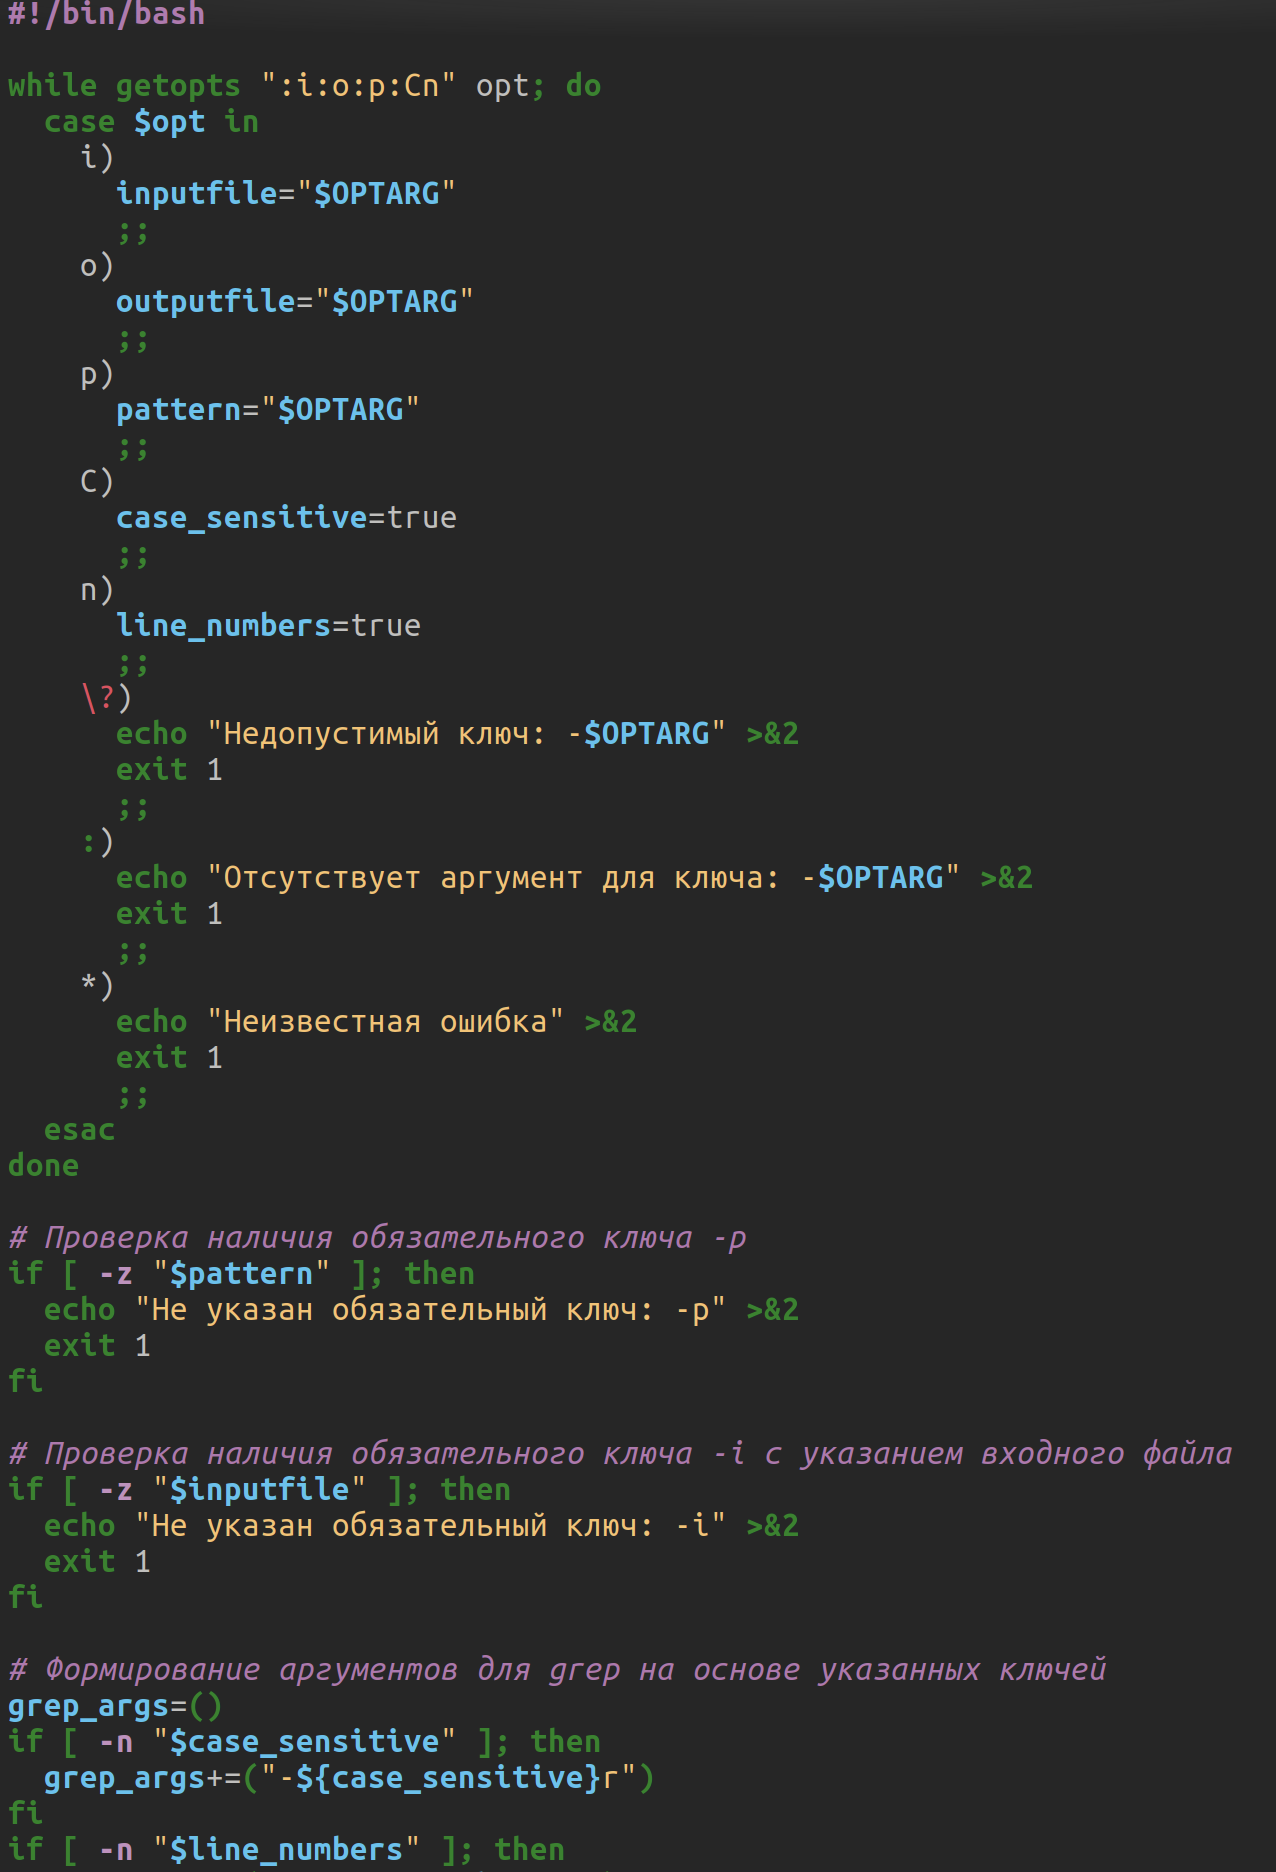 #!/bin/bash

while getopts ":i:o:p:Cn" opt; do
  case $opt in
    i)
      inputfile="$OPTARG"
      ;;
    o)
      outputfile="$OPTARG"
      ;;
    p)
      pattern="$OPTARG"
      ;;
    C)
      case_sensitive=true
      ;;
    n)
      line_numbers=true
      ;;
    \?)
      echo "Недопустимый ключ: -$OPTARG" >&2
      exit 1
      ;;
    :)
      echo "Отсутствует аргумент для ключа: -$OPTARG" >&2
      exit 1
      ;;
    *)
      echo "Неизвестная ошибка" >&2
      exit 1
      ;;
  esac
done

# Проверка наличия обязательного ключа -p
if [ -z "$pattern" ]; then
  echo "Не указан обязательный ключ: -p" >&2
  exit 1
fi

# Проверка наличия обязательного ключа -i с указанием входного файла
if [ -z "$inputfile" ]; then
  echo "Не указан обязательный ключ: -i" >&2
  exit 1
fi

# Формирование аргументов для grep на основе указанных ключей
grep_args=()
if [ -n "$case_sensitive" ]; then
  grep_args+=("-${case_sensitive}г")
fi
if [ -n "$line_numbers" ]; then